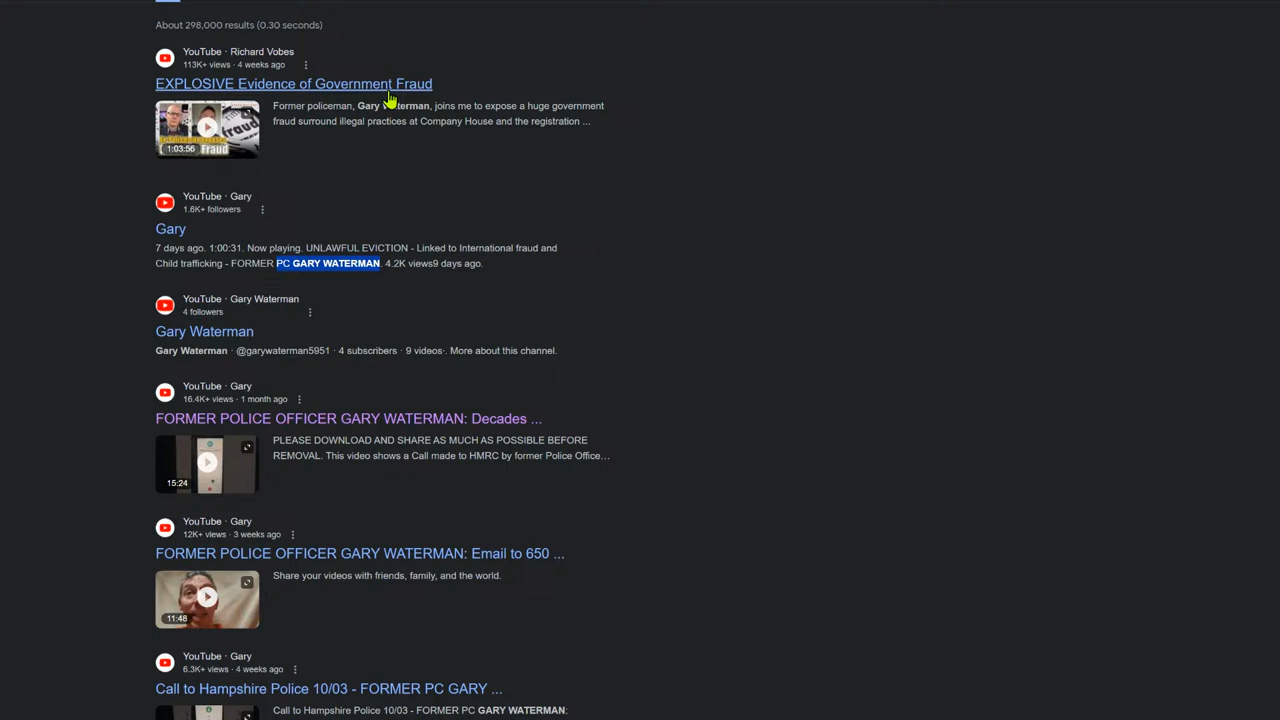 About 298,000 results (0.30 seconds)
YouTube · Richard Vobes
113K+ views · 4 weeks ago
EXPLOSIVE Evidence of Government Fraud
Former policeman, Gary erman, joins me to expose a huge government
fraud surround illegal practices at Company House and the registration ...
1:03:56
YouTube · Gary
1.6K+ followers
Gary
7 days ago. 1:00:31. Now playing. UNLAWFUL EVICTION - Linked to International fraud and
Child trafficking - FORMER PC GARY WATERMAN. 4.2K views9 days ago.
YouTube · Gary Waterman
4 followers
Gary Waterman
Gary Waterman · @garywaterman5951 · 4 subscribers · 9 videos·. More about this channel.
YouTube · Gary
16.4K+ views · 1 month ago
FORMER POLICE OFFICER GARY WATERMAN: Decades ...
PLEASE DOWNLOAD AND SHARE AS MUCH AS POSSIBLE BEFORE
REMOVAL. This video shows a Call made to HMRC by former Police Office...
15:24
YouTube · Gary
12K+ views · 3 weeks ago
FORMER POLICE OFFICER GARY WATERMAN: Email to 650 ...
Share your videos with friends, family, and the world.
11:48
YouTube · Gary
6.3K+ views · 4 weeks ago
Call to Hampshire Police 10/03 - FORMER PC GARY ...
Call to Hampshire Police 10/03 - FORMER PC GARY WATERMAN: